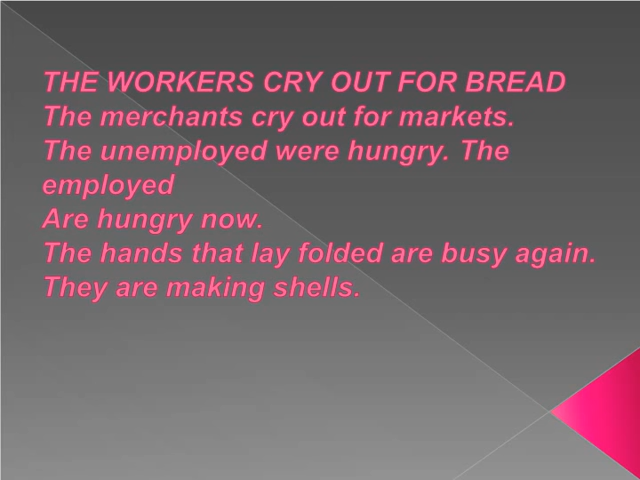 THE WORKERS CRY OUT FOR BREAD
The merchants cry out for markets.
The unemployed were hungry. The
employed
Are hungry now.
The hands that lay folded are busy again.
They are making shells.